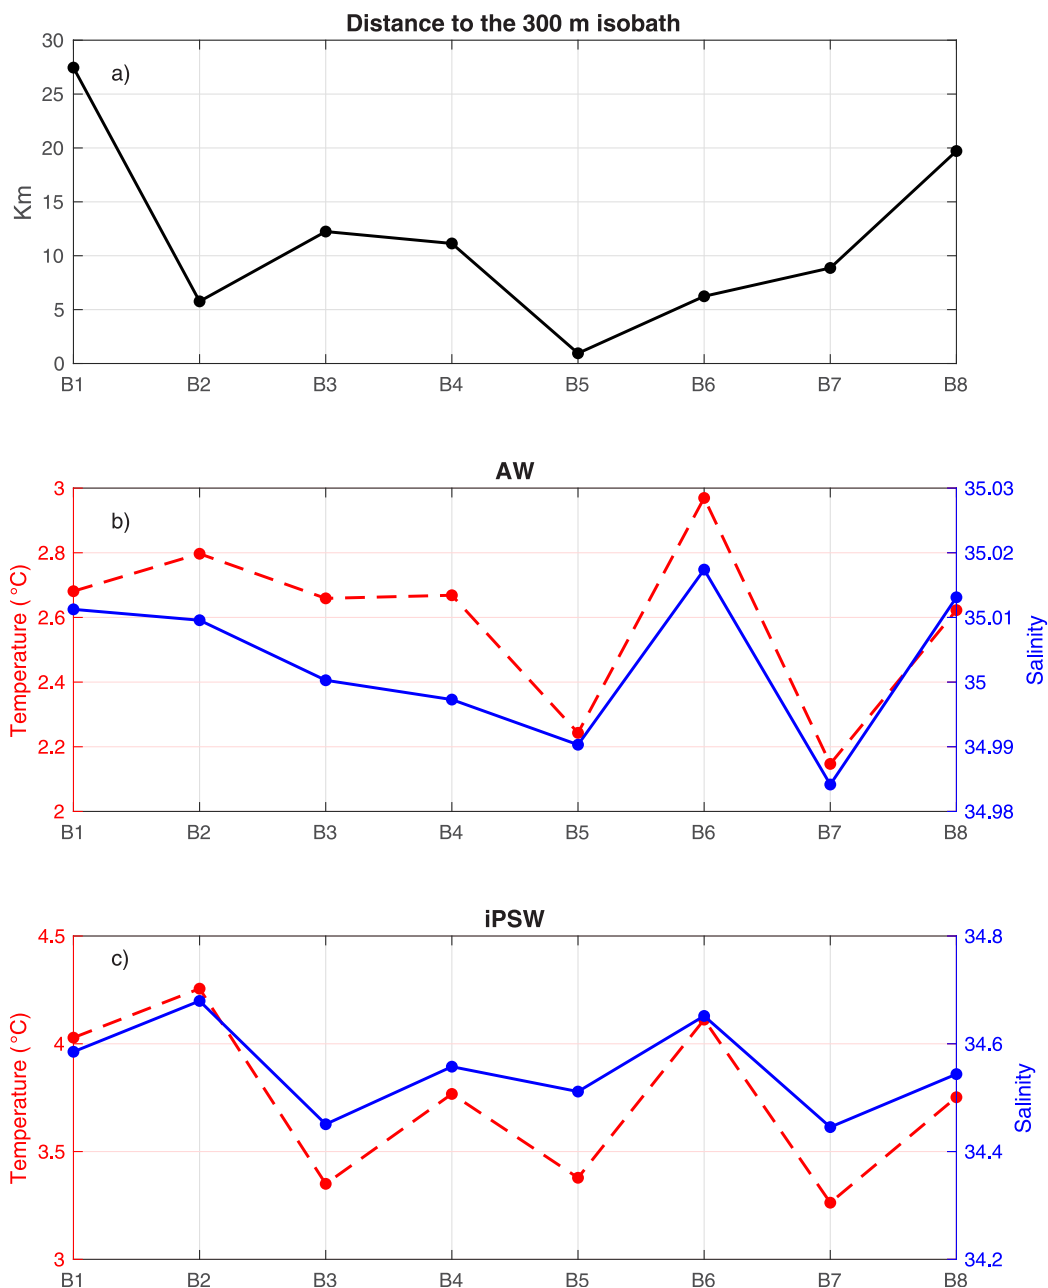 Distance to the 300 m isobath
30
a)
25
20
15
Km
10
5
0
B1 B2 B3 B4 B5 B6 B7 B8
AW
3 35.03
b)
2.8 35.02
2.6 35.01
Temperature ( °C)
Salinity
2.4 35
2.2 34.99
2 34.98
B1 B2 B3 B4 B5 B6 B7 B8
iPSW
4.5 34.8
c)
4 34.6
Temperature ( °C)
Salinity
3.5 34.4
3 34.2
B1 B2 B3 B4 B5 B6 B7 B8